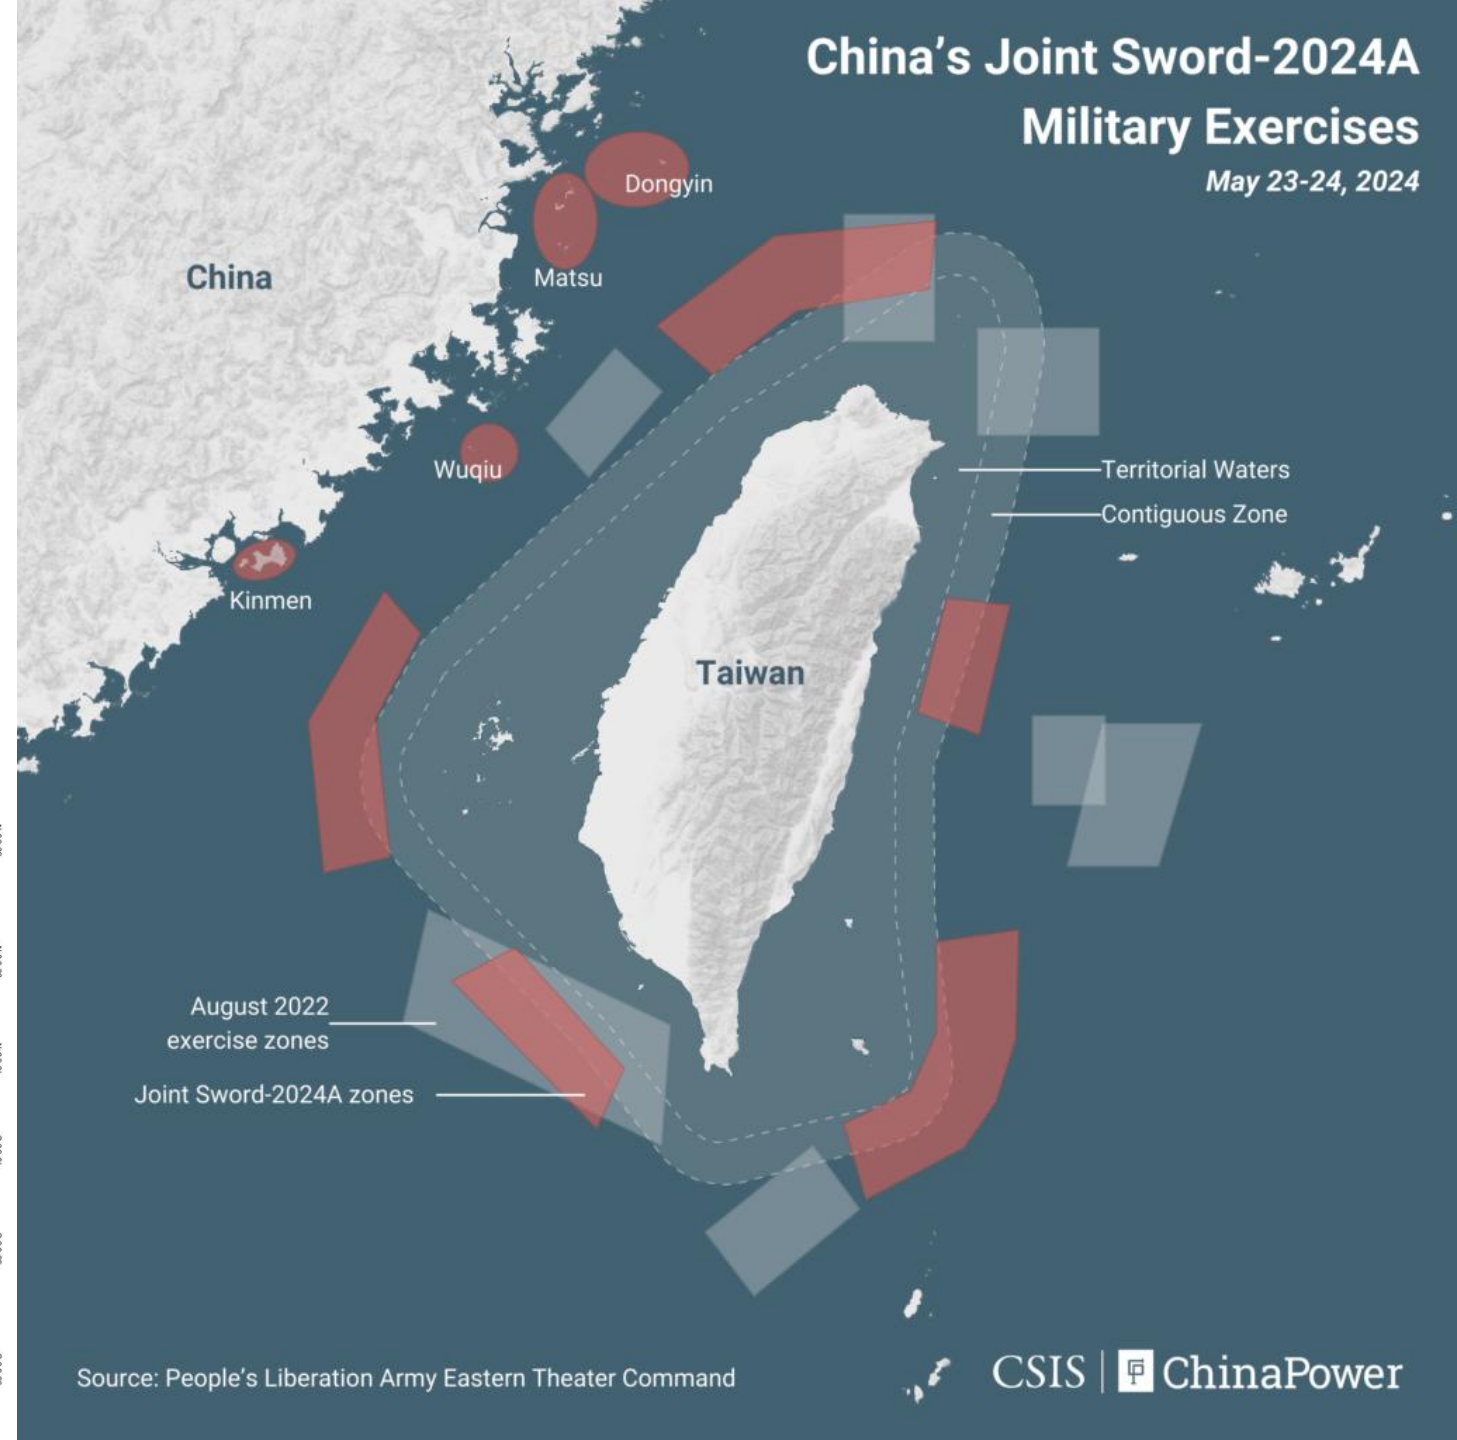 China's Joint Sword-2024A
Military Exercises
May 23-24, 2024
Dongyin
Matsu
China
Wuqiu
Territorial Waters
Contiguous Zone
Kinmen
Taiwan
August 2022
exercise zones
Joint Sword-2024A zones
Source: People's Liberation Army Eastern Theater Command
CSIS | ChinaPower